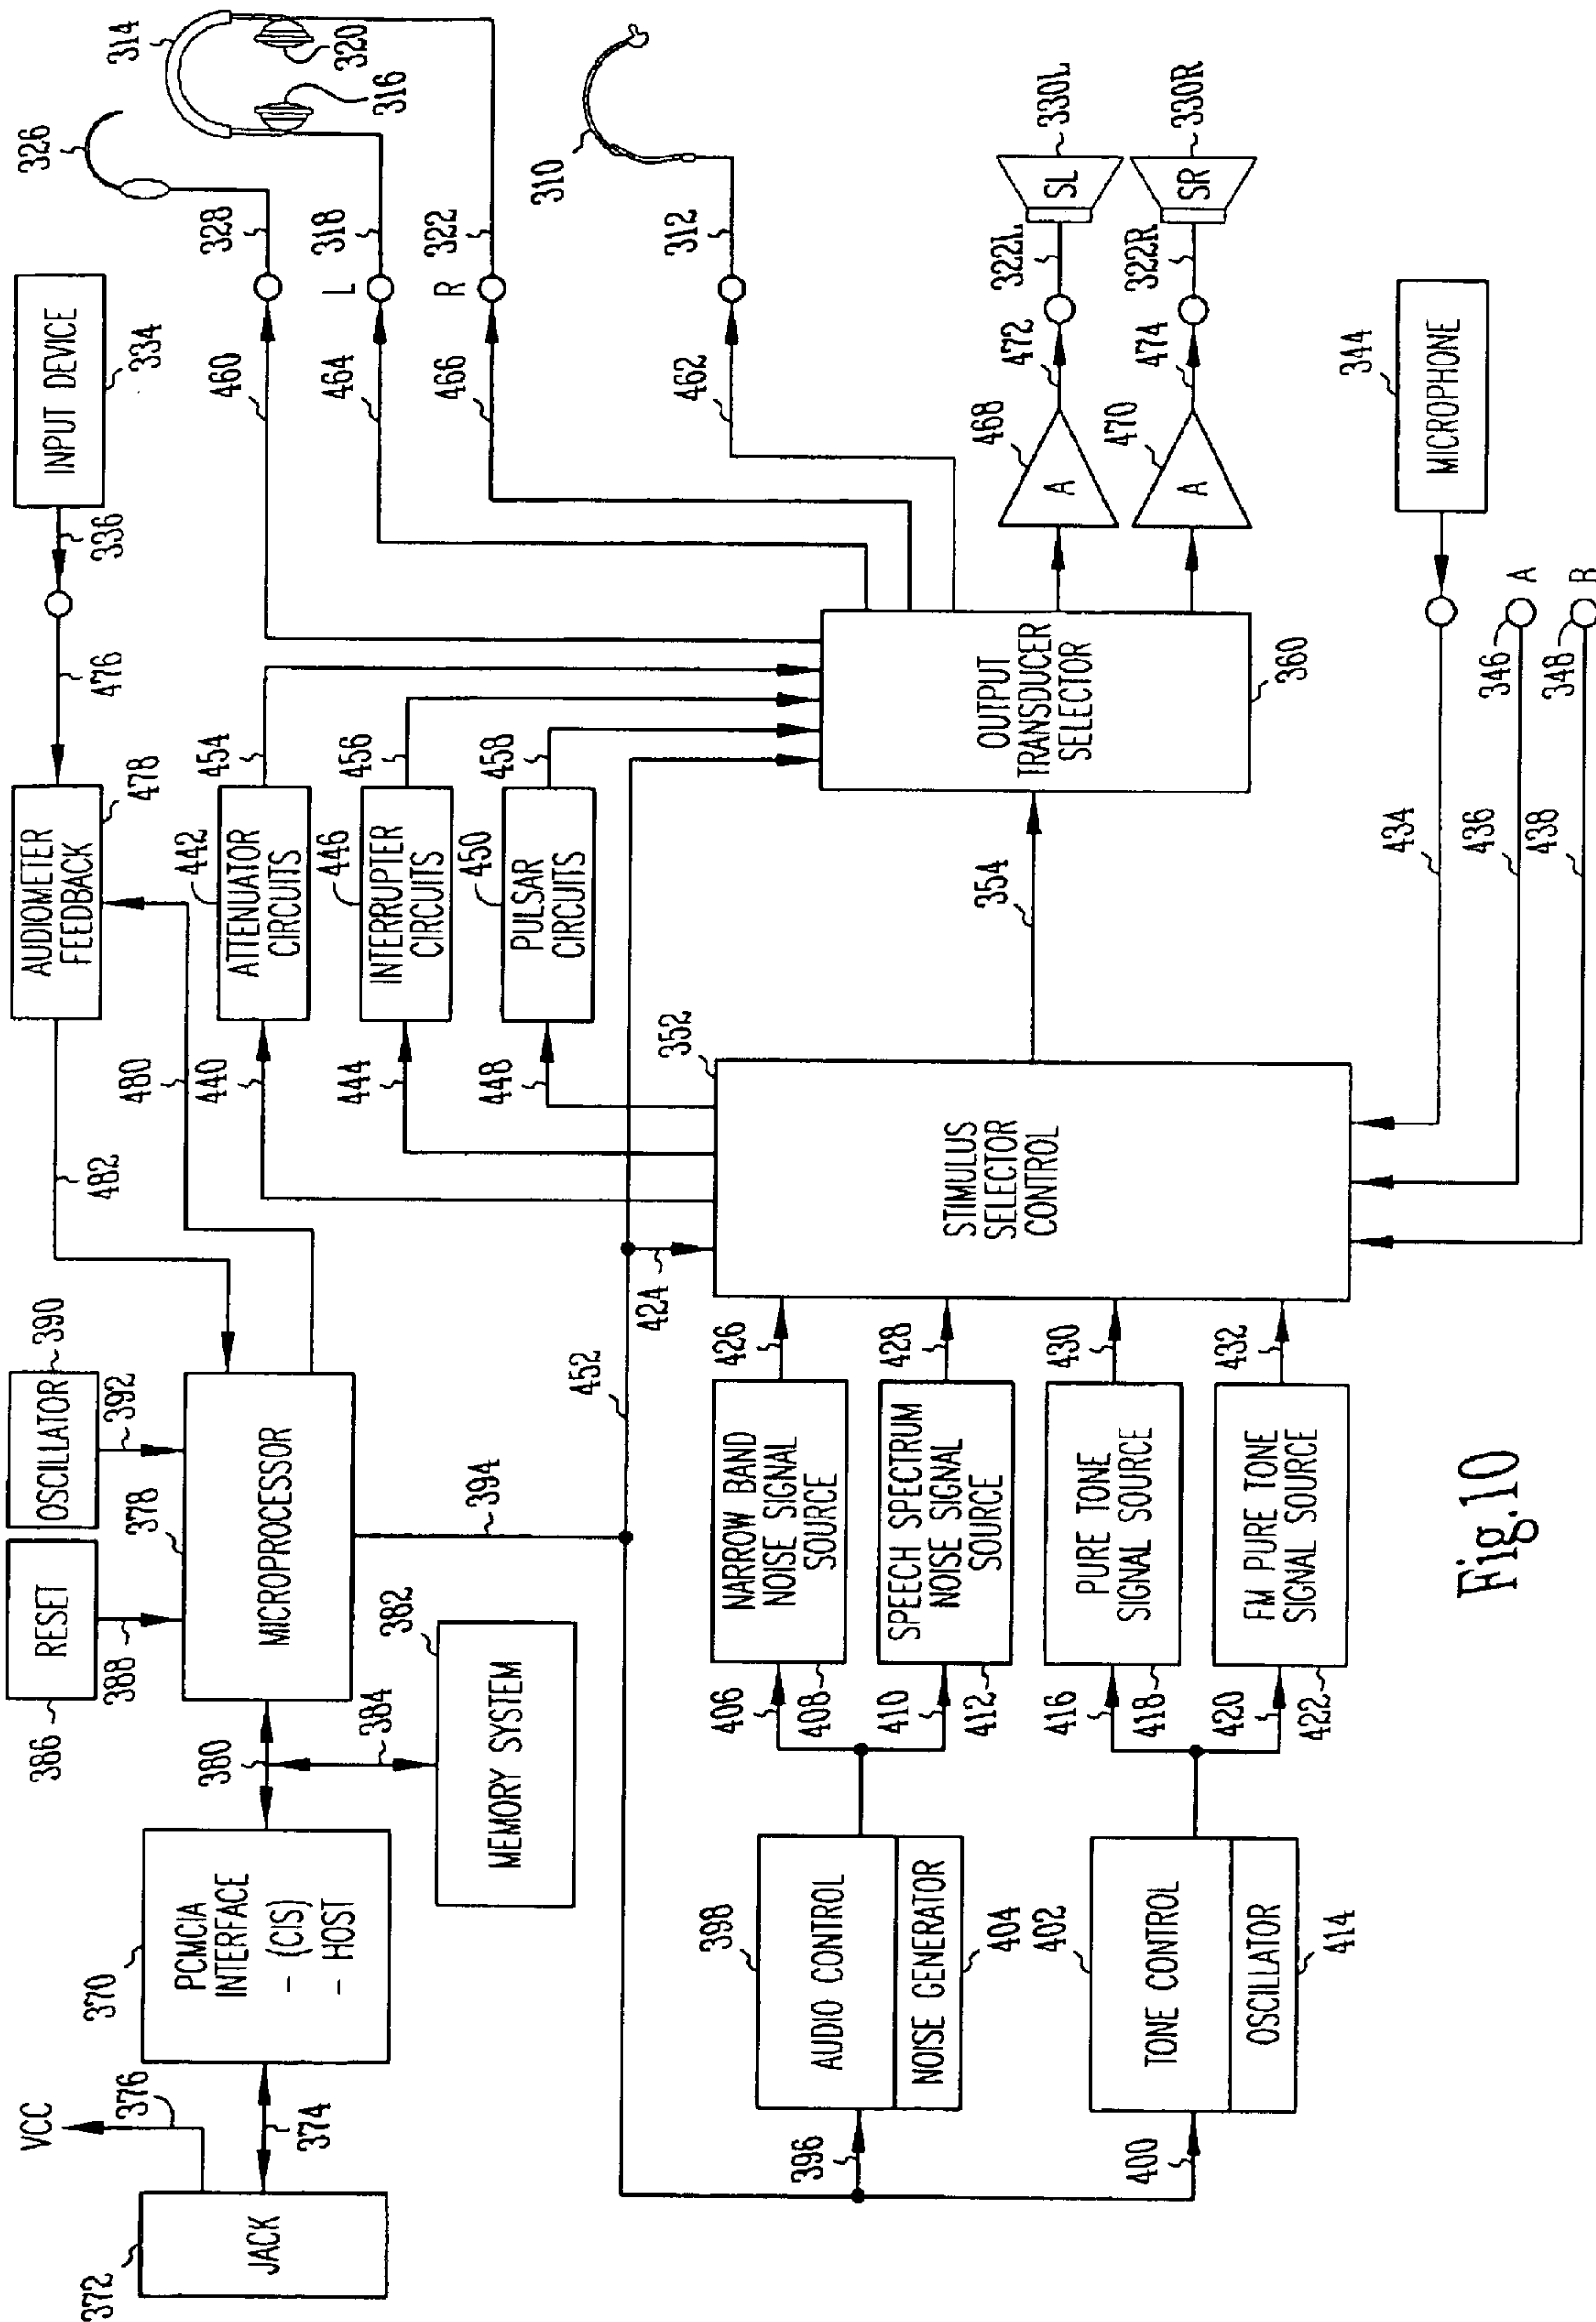 INPUT DEVICE
334
336
476
AUDIOMETER
FEEDBACK
478
480
482
326
328
314
316
320
318
L
322
R
310
312
460
464
466
462
ATTENUATOR
CIRCUITS
442
440
454
INTERRUPTER
CIRCUITS
446
444
456
PULSAR
CIRCUITS
450
448
458
OSCILLATOR
390
392
RESET
386
388
MICROPROCESSOR
378
380
384
MEMORY SYSTEM
382
PCMCIA
INTERFACE
- (CIS)
- HOST
370
374
VCC
376
JACK
372
394
452
424
STIMULUS
SELECTOR
CONTROL
352
354
OUTPUT
TRANSDUCER
SELECTOR
360
A
468
472
322L
SL
330L
A
470
474
322R
SR
330R
MICROPHONE
344
434
A
346
436
B
348
438
NARROW BAND
NOISE SIGNAL
SOURCE
406
408
426
SPEECH SPECTRUM
NOISE SIGNAL
SOURCE
410
412
428
PURE TONE
SIGNAL SOURCE
416
418
430
FM PURE TONE
SIGNAL SOURCE
420
422
432
AUDIO CONTROL
398
396
NOISE GENERATOR
404
TONE CONTROL
402
400
OSCILLATOR
414
Fig.10